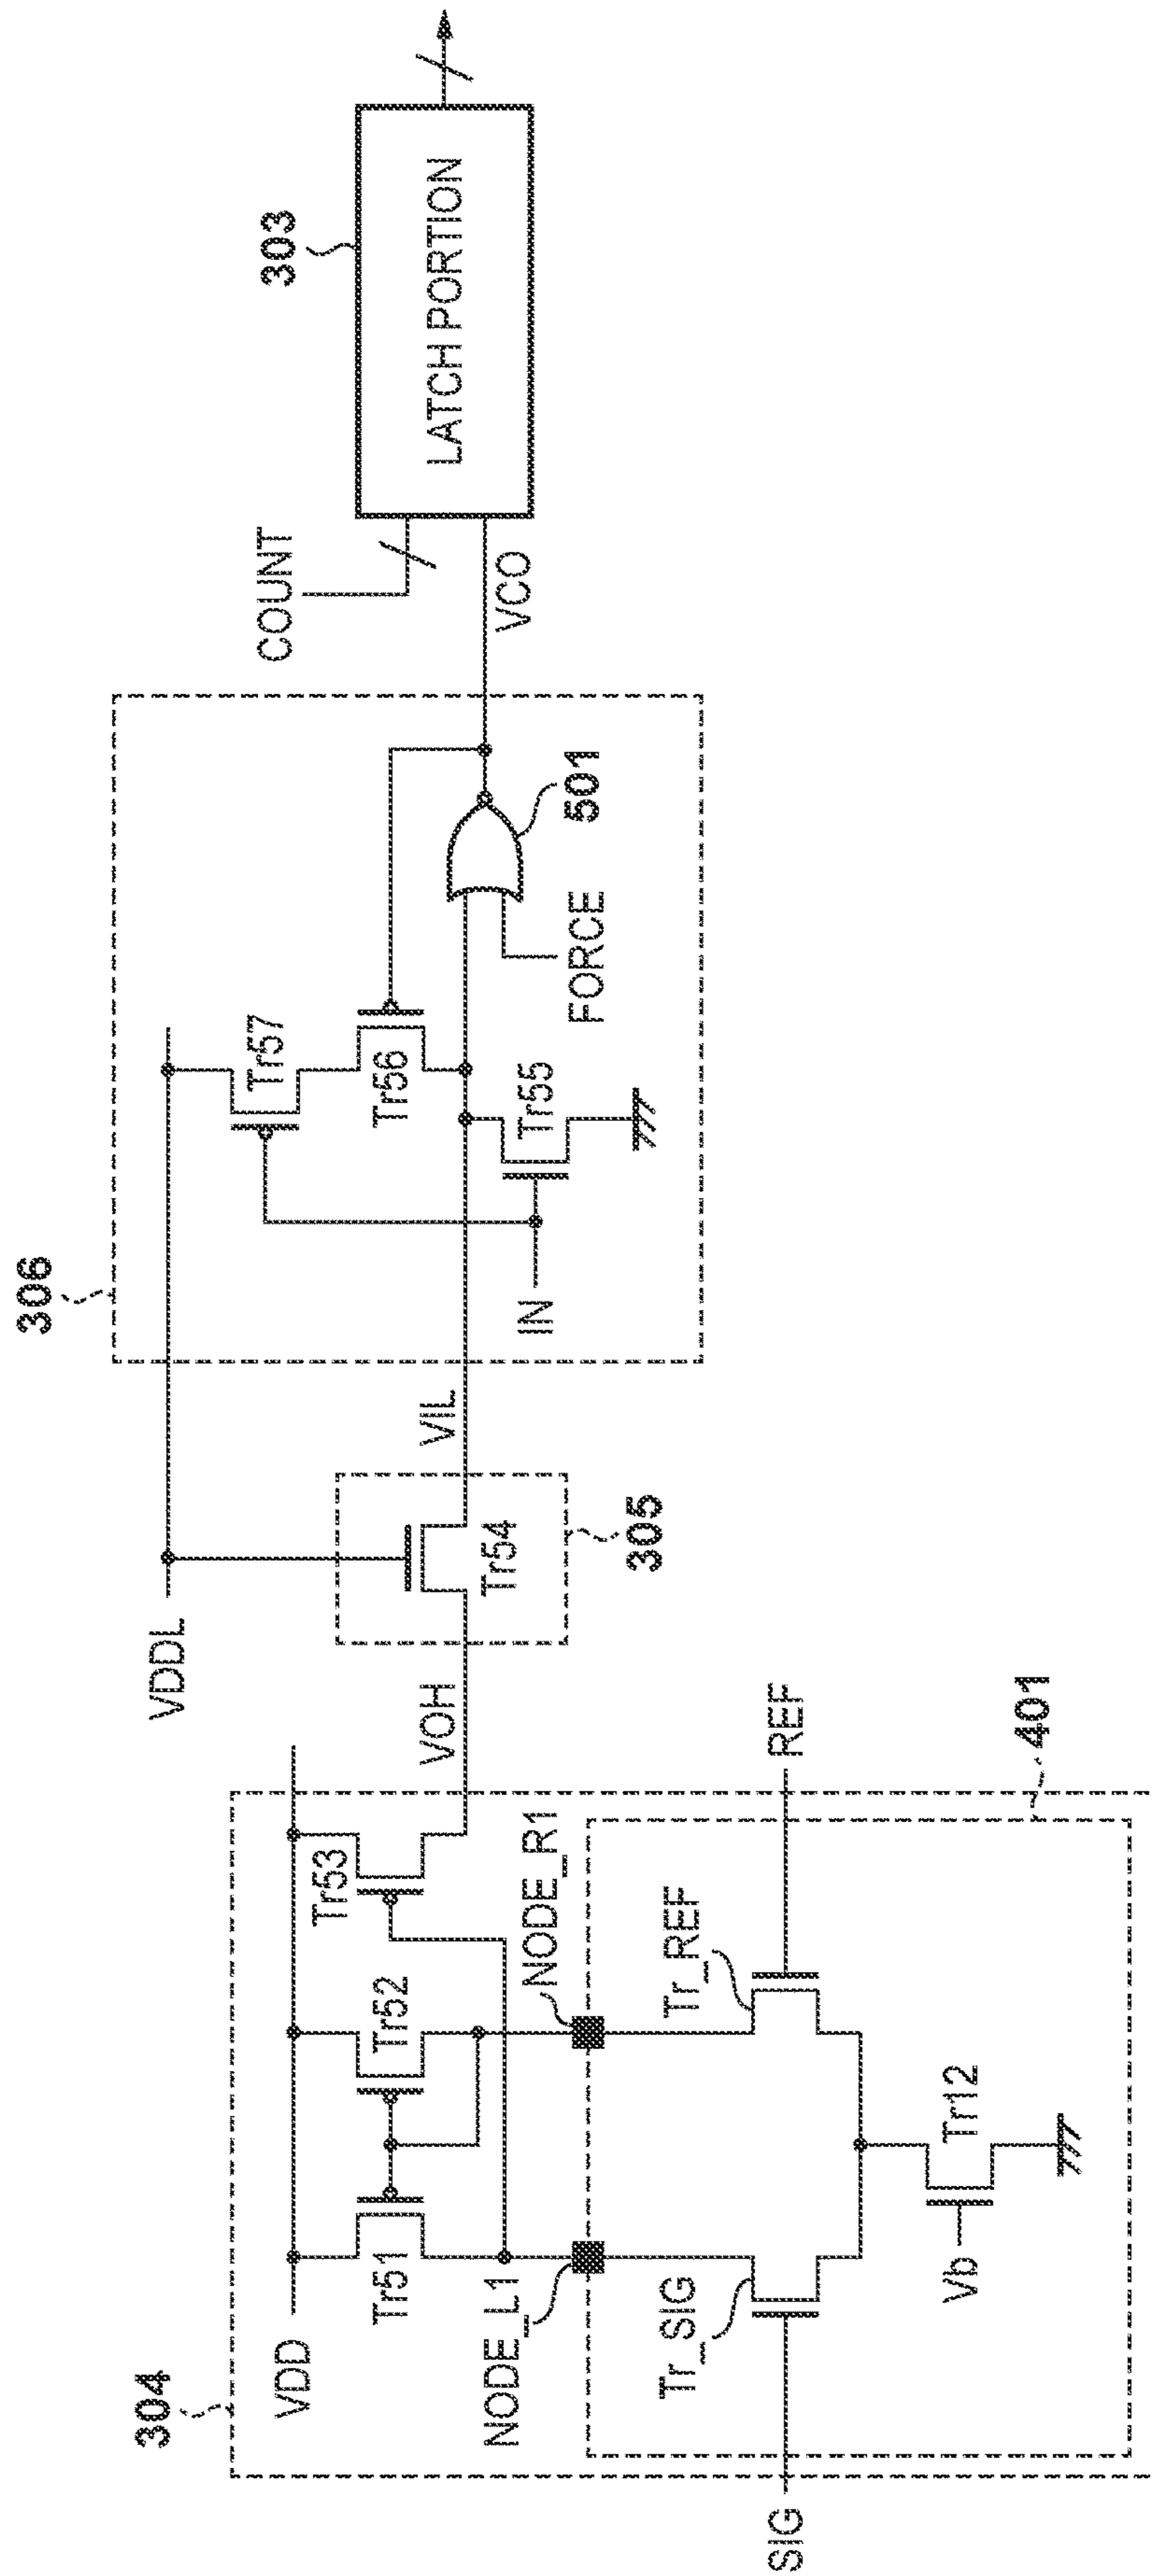 306
303
VDDL
COUNT
Tr57
LATCH PORTION
304
VDD
Tr53
Tr56
Tr51
Tr52
VOH
VIL
Tr54
VCO
Tr55
IN
FORCE
501
NODE_L1
NODE_R1
305
Tr_SIG
Tr_REF
SIG
REF
Vb
Tr12
401